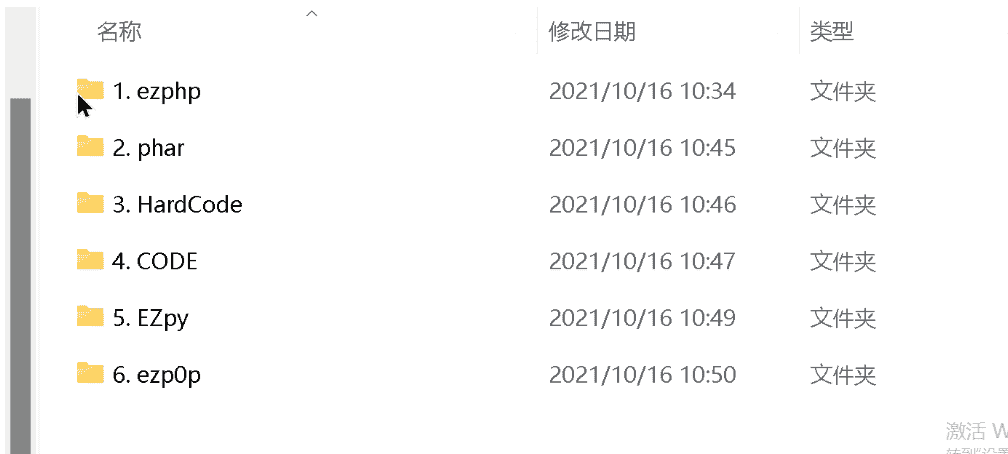 名称 修改日期 类型
1. ezphp 2021/10/16 10:34 文件夹
2. phar 2021/10/16 10:45 文件夹
3. HardCode 2021/10/16 10:46 文件夹
4. CODE 2021/10/16 10:47 文件夹
5. EZpy 2021/10/16 10:49 文件夹
6. ezp0p 2021/10/16 10:50 文件夹
激活 W